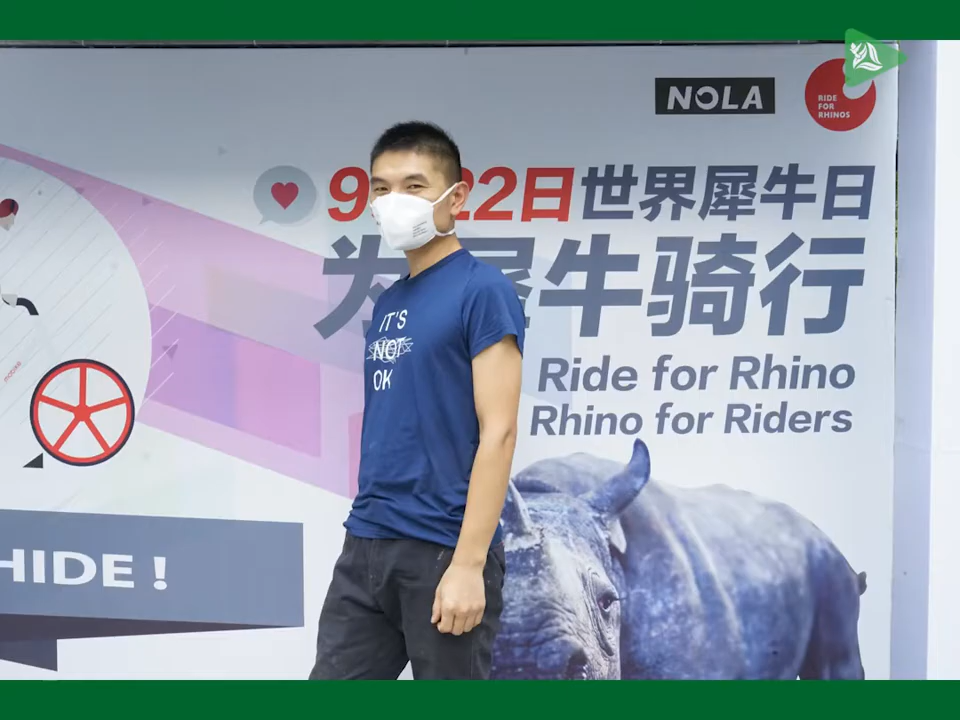 NOLA
RIDE
FOR
RHINOS
22日世界犀牛日
为犀牛骑行
Ride for Rhino
Rhino for Riders
IT'S
NOT
OK
HIDE !